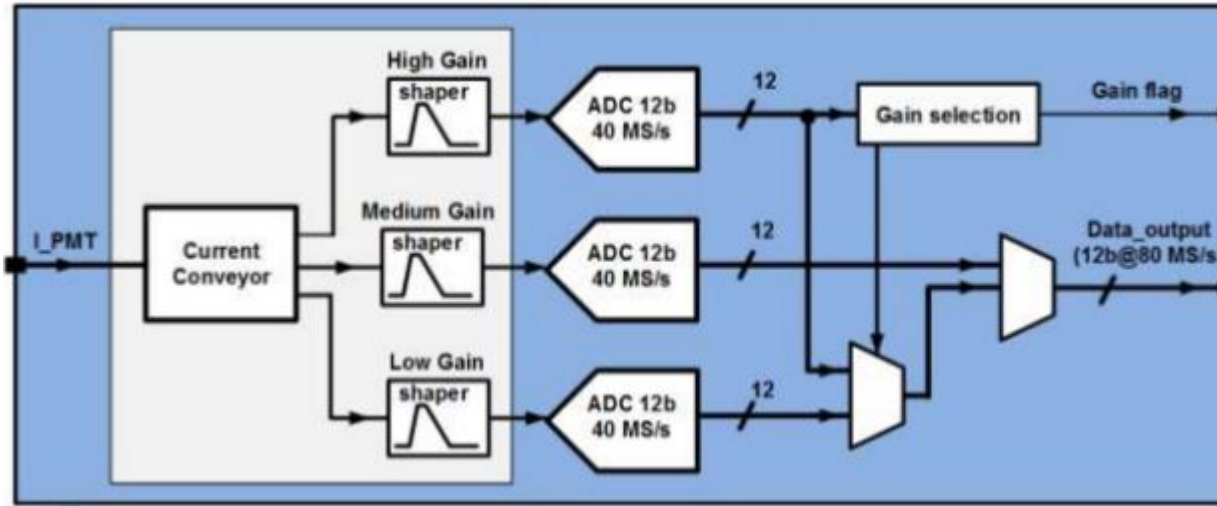 High Gain
shaper
ADC 12b
40 MS/s
12
Gain selection
Gain flag
I_PMT
Current
Conveyor
Medium Gain
shaper
ADC 12b
40 MS/s
12
Data_output
(12b@80 MS/s
Low Gain
shaper
ADC 12b
40 MS/s
12